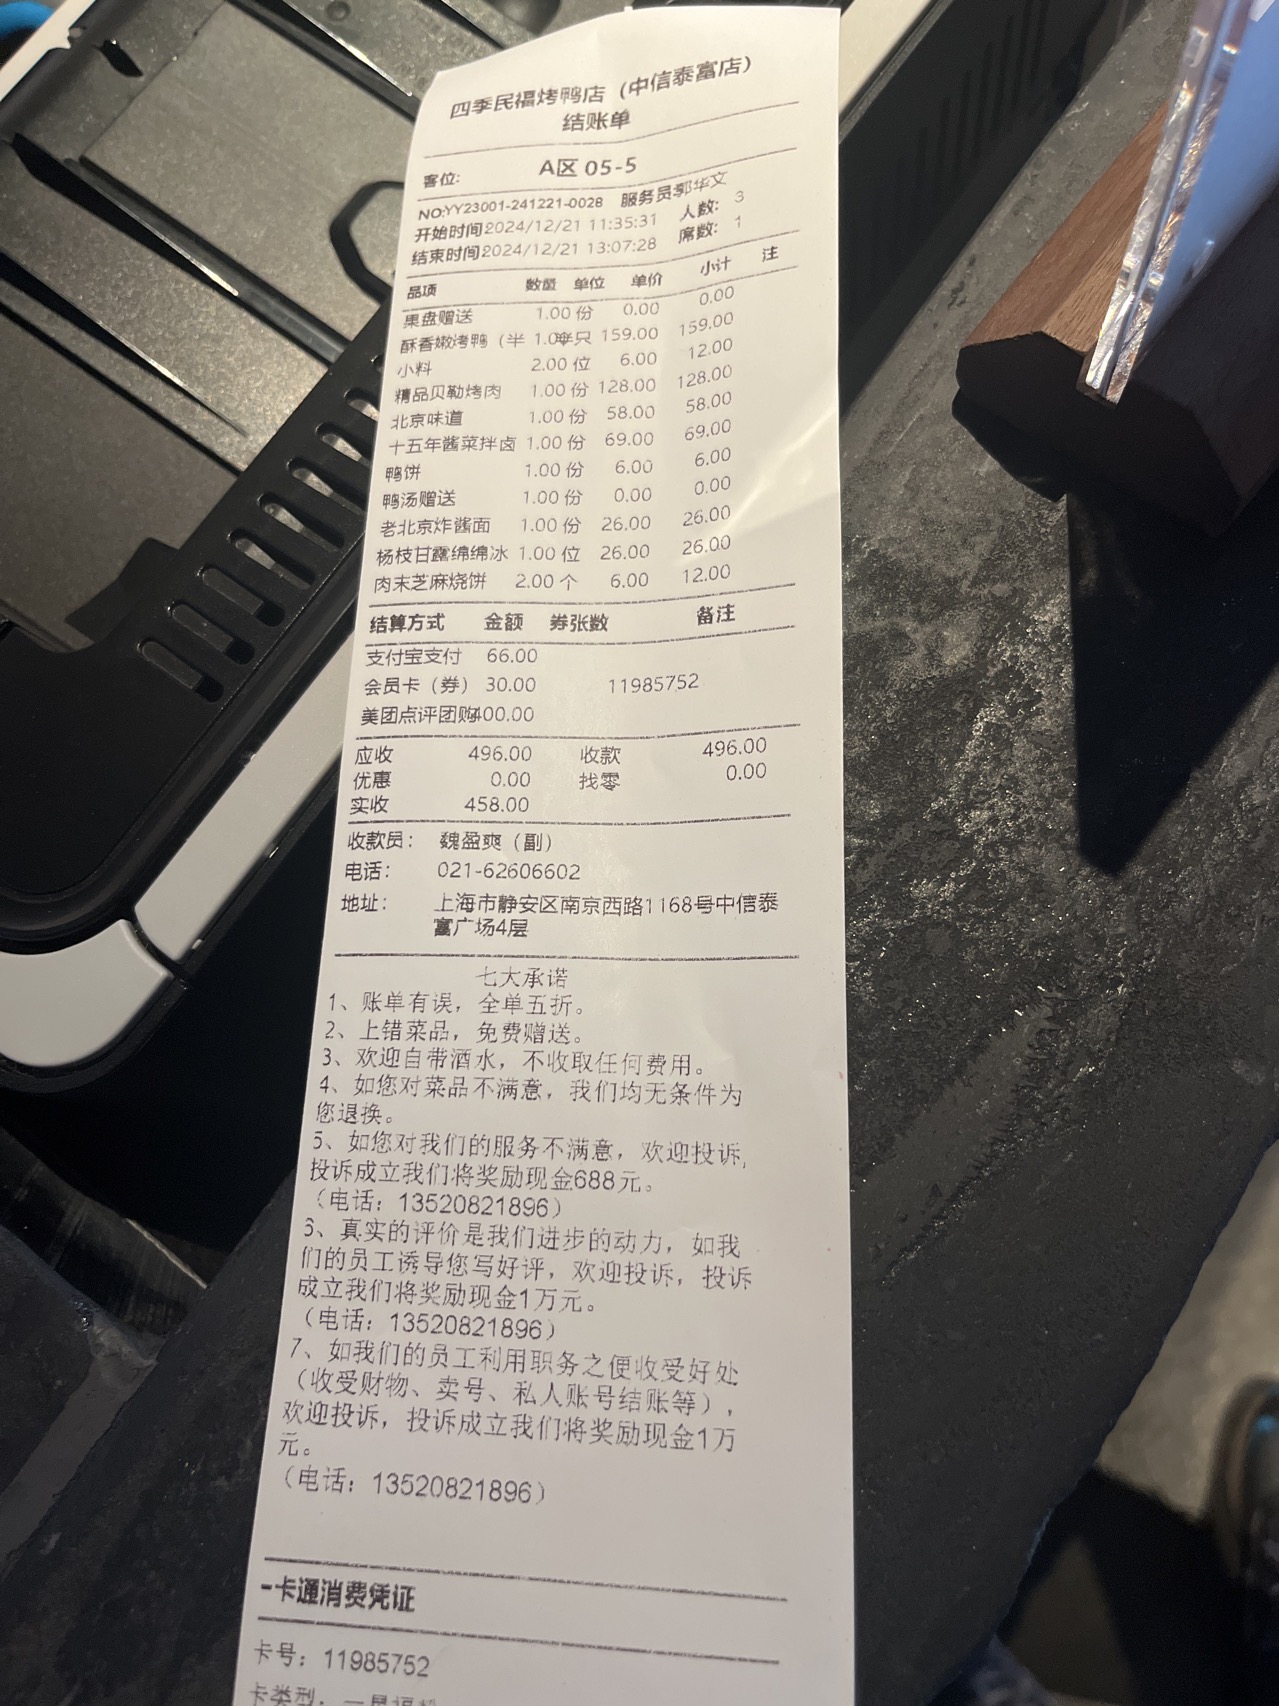 四季民福烤鸭店（中信泰富店）
结账单
客位: A区 05-5
NO:YY23001-241221-0028 服务员郭华文
开始时间2024/12/21 11:35:31 人数: 3
结束时间2024/12/21 13:07:28 席数: 1
品项 数量 单位 单价 小计 注
果盘赠送 1.00 份 0.00 0.00
酥香嫩烤鸭（半 1.00半只 159.00 159.00
小料 2.00 位 6.00 12.00
精品贝勒烤肉 1.00 份 128.00 128.00
北京味道 1.00 份 58.00 58.00
十五年酱菜拌卤 1.00 份 69.00 69.00
鸭饼 1.00 份 6.00 6.00
鸭汤赠送 1.00 份 0.00 0.00
老北京炸酱面 1.00 份 26.00 26.00
杨枝甘露绵绵冰 1.00 位 26.00 26.00
肉末芝麻烧饼 2.00 个 6.00 12.00
结算方式 金额 券张数 备注
支付宝支付 66.00
会员卡（券） 30.00 11985752
美团点评团购400.00
应收 496.00 收款 496.00
优惠 0.00 找零 0.00
实收 458.00
收款员: 魏盈爽（副）
电话: 021-62606602
地址: 上海市静安区南京西路1168号中信泰
富广场4层
七大承诺
1、账单有误，全单五折。
2、上错菜品，免费赠送。
3、欢迎自带酒水，不收取任何费用。
4、如您对菜品不满意，我们均无条件为
您退换。
5、如您对我们的服务不满意，欢迎投诉,
投诉成立我们将奖励现金688元。
（电话：13520821896）
6、真实的评价是我们进步的动力，如我
们的员工诱导您写好评，欢迎投诉，投诉
成立我们将奖励现金1万元。
（电话：13520821896）
7、如我们的员工利用职务之便收受好处
（收受财物、卖号、私人账号结账等），
欢迎投诉，投诉成立我们将奖励现金1万
元。
（电话：13520821896）
一卡通消费凭证
卡号：11985752
卡类型：一星福粉